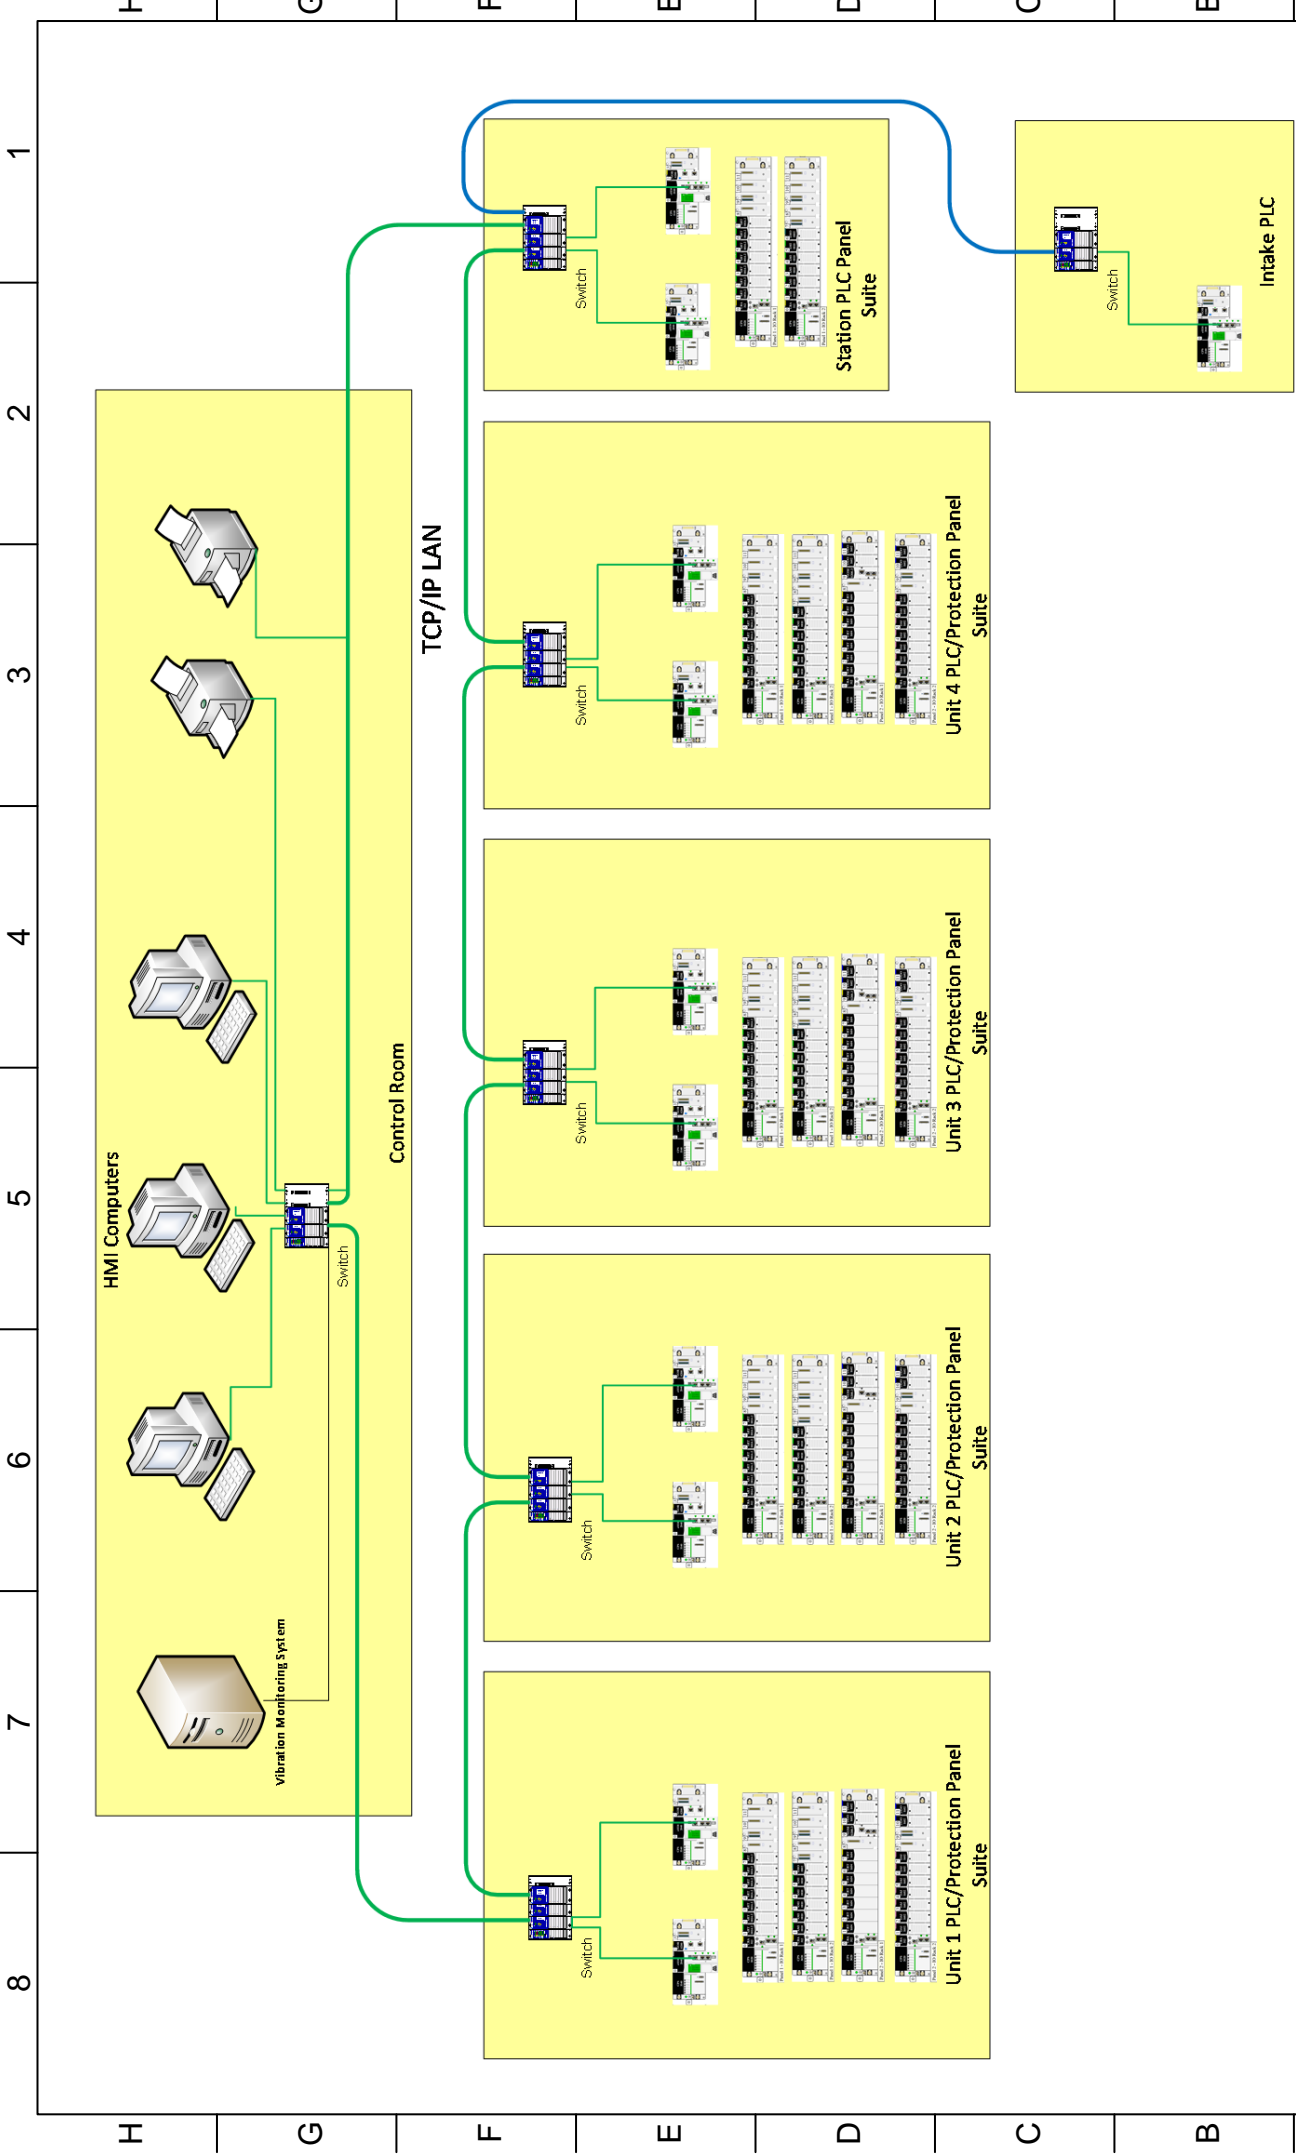 8
7
6
5
4
3
2
1
H
H
G
G
F
F
E
E
D
D
C
C
B
B
HMI Computers
Vibration Monitoring System
Switch
Control Room
TCP/IP LAN
Switch
Unit 1 PLC/Protection Panel
Suite
Switch
Unit 2 PLC/Protection Panel
Suite
Switch
Unit 3 PLC/Protection Panel
Suite
Switch
Unit 4 PLC/Protection Panel
Suite
Switch
Station PLC Panel
Suite
Switch
Intake PLC